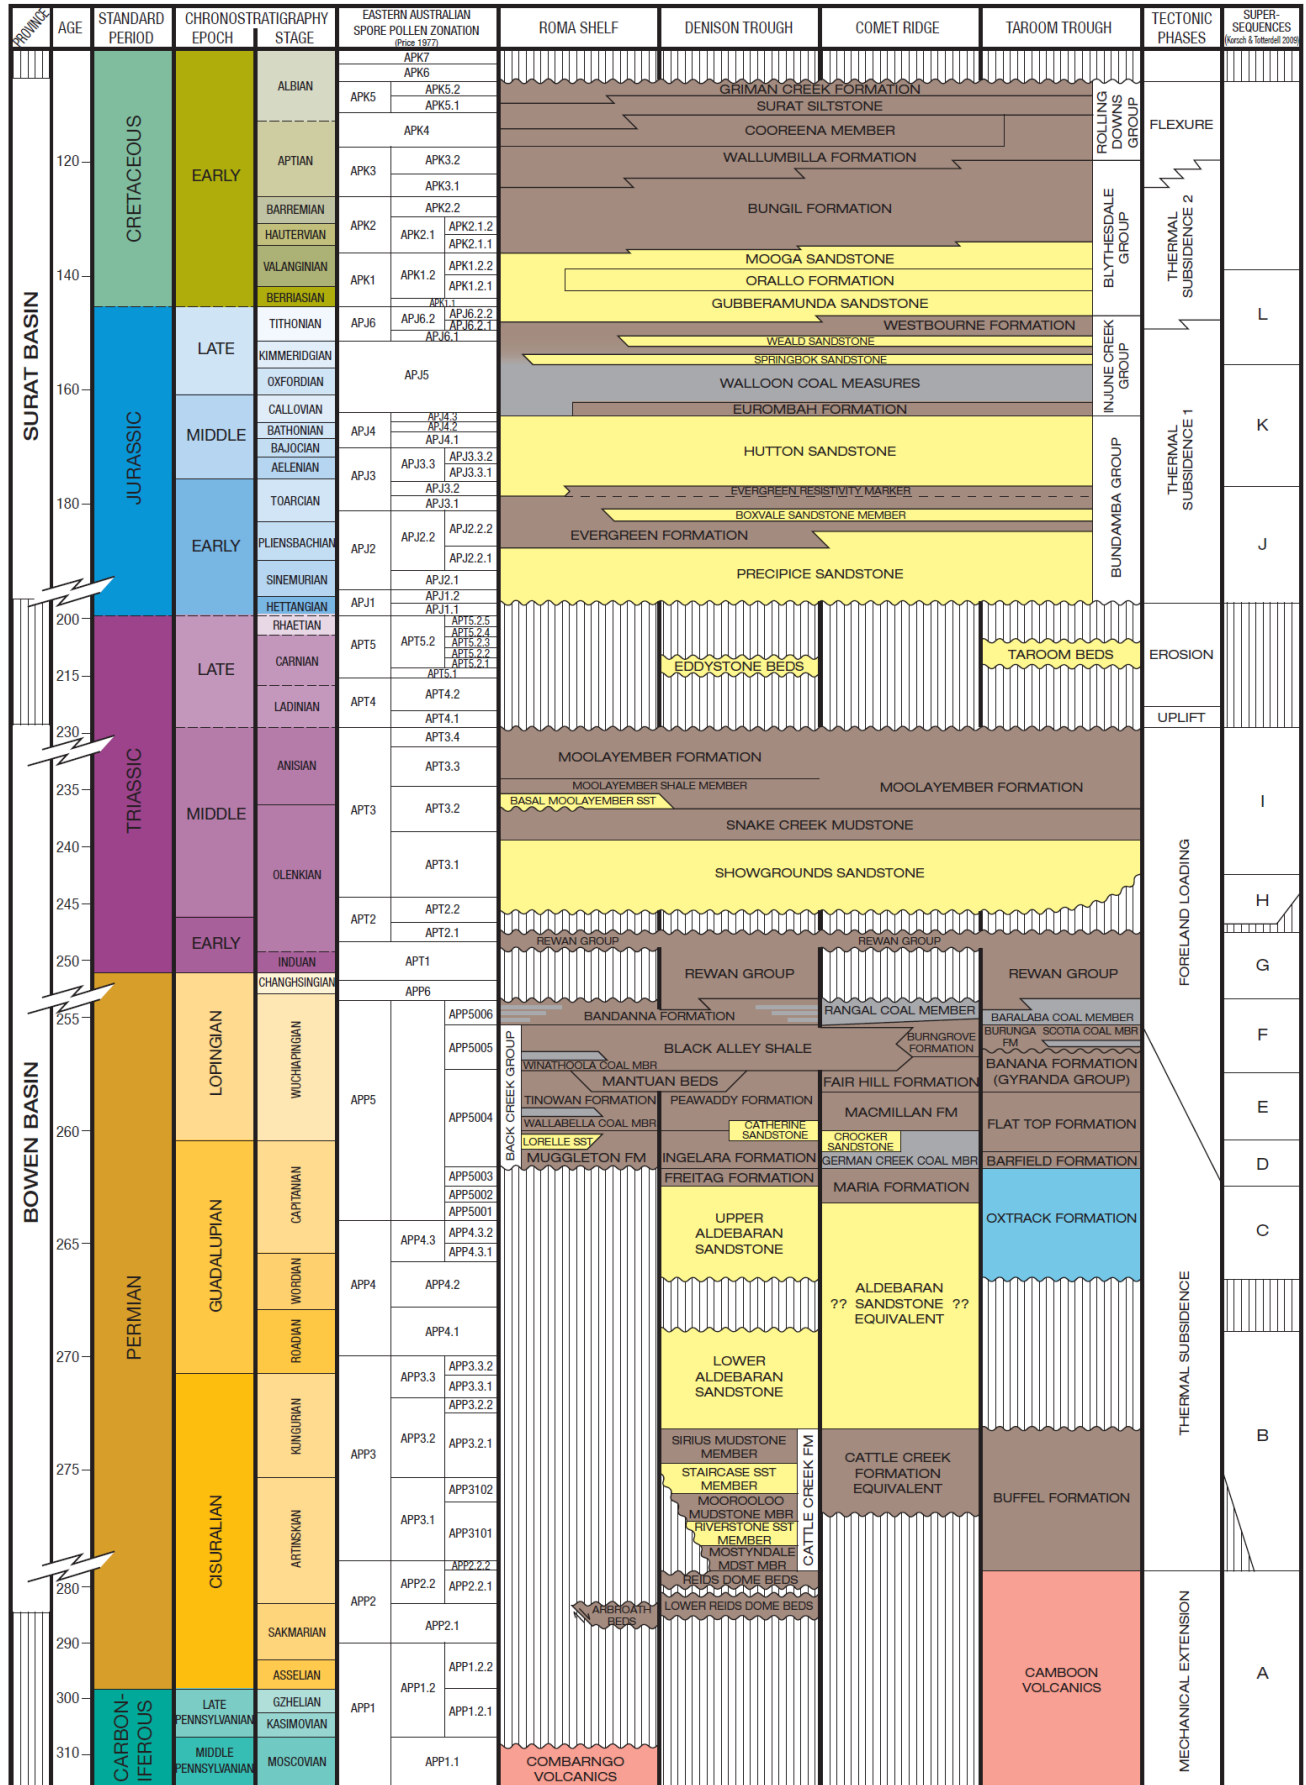 PROVINCE
AGE
STANDARD
PERIOD
CHRONOSTRATIGRAPHY
EPOCH
STAGE
EASTERN AUSTRALIAN
SPORE POLLEN ZONATION
(Price 1977)
ROMA SHELF
DENISON TROUGH
COMET RIDGE
TAROOM TROUGH
TECTONIC
PHASES
SUPER-
SEQUENCES
(Korsch & Totterdell 2009)
SURAT BASIN
BOWEN BASIN
120
140
160
180
200
215
230
235
240
245
250
255
260
265
270
275
280
290
300
310
CRETACEOUS
JURASSIC
TRIASSIC
PERMIAN
CARBON-
IFEROUS
EARLY
LATE
MIDDLE
EARLY
LATE
MIDDLE
EARLY
LOPINGIAN
GUADALUPIAN
CISURALIAN
LATE
PENNSYLVANIAN
MIDDLE
PENNSYLVANIAN
ALBIAN
APTIAN
BARREMIAN
HAUTERVIAN
VALANGINIAN
BERRIASIAN
TITHONIAN
KIMMERIDGIAN
OXFORDIAN
CALLOVIAN
BATHONIAN
BAJOCIAN
AELENIAN
TOARCIAN
PLIENSBACHIAN
SINEMURIAN
HETTANGIAN
RHAETIAN
CARNIAN
LADINIAN
ANISIAN
OLENKIAN
INDUAN
CHANGHSINGIAN
WUCHIAPINGIAN
CAPITANIAN
WORDIAN
ROADIAN
KUNGURIAN
ARTINSKIAN
SAKMARIAN
ASSELIAN
GZHELIAN
KASIMOVIAN
MOSCOVIAN
APK7
APK6
APK5
APK5.2
APK5.1
APK4
APK3
APK3.2
APK3.1
APK2
APK2.2
APK2.1
APK2.1.2
APK2.1.1
APK1
APK1.2
APK1.2.2
APK1.2.1
APK1.1
APJ6
APJ6.2
APJ6.2.2
APJ6.2.1
APJ6.1
APJ5
APJ4
APJ4.3
APJ4.2
APJ4.1
APJ3
APJ3.3
APJ3.3.2
APJ3.3.1
APJ3.2
APJ3.1
APJ2
APJ2.2
APJ2.2.2
APJ2.2.1
APJ2.1
APJ1
APJ1.2
APJ1.1
APT5
APT5.2
APT5.2.5
APT5.2.4
APT5.2.3
APT5.2.2
APT5.2.1
APT5.1
APT4
APT4.2
APT4.1
APT3
APT3.4
APT3.3
APT3.2
APT3.1
APT2
APT2.2
APT2.1
APT1
APP6
APP5
APP5006
APP5005
APP5004
APP5003
APP5002
APP5001
APP4
APP4.3
APP4.3.2
APP4.3.1
APP4.2
APP4.1
APP3
APP3.3
APP3.3.2
APP3.3.1
APP3.2
APP3.2.2
APP3.2.1
APP3.1
APP3102
APP3101
APP2
APP2.2
APP2.2.2
APP2.2.1
APP2.1
APP1
APP1.2
APP1.2.2
APP1.2.1
APP1.1
GRIMAN CREEK FORMATION
SURAT SILTSTONE
COOREENA MEMBER
WALLUMBILLA FORMATION
BUNGIL FORMATION
MOOGA SANDSTONE
ORALLO FORMATION
GUBBERAMUNDA SANDSTONE
WESTBOURNE FORMATION
WEALD SANDSTONE
SPRINGBOK SANDSTONE
WALLOON COAL MEASURES
EUROMBAH FORMATION
HUTTON SANDSTONE
EVERGREEN RESISTIVITY MARKER
BOXVALE SANDSTONE MEMBER
EVERGREEN FORMATION
PRECIPICE SANDSTONE
ROLLING
DOWNS
GROUP
BLYTHESDALE
GROUP
INJUNE CREEK
GROUP
BUNDAMBA GROUP
EDDYSTONE BEDS
TAROOM BEDS
MOOLAYEMBER FORMATION
MOOLAYEMBER SHALE MEMBER
MOOLAYEMBER FORMATION
BASAL MOOLAYEMBER SST
SNAKE CREEK MUDSTONE
SHOWGROUNDS SANDSTONE
REWAN GROUP
REWAN GROUP
REWAN GROUP
REWAN GROUP
BANDANNA FORMATION
RANGAL COAL MEMBER
BARALABA COAL MEMBER
BURUNGA
FM
SCOTIA COAL MBR
BACK CREEK GROUP
BLACK ALLEY SHALE
BURNGROVE
FORMATION
WINATHOOLA COAL MBR
BANANA FORMATION
(GYRANDA GROUP)
MANTUAN BEDS
FAIR HILL FORMATION
TINOWAN FORMATION
PEAWADDY FORMATION
MACMILLAN FM
WALLABELLA COAL MBR
CATHERINE
SANDSTONE
FLAT TOP FORMATION
LORELLE SST
CROCKER
SANDSTONE
MUGGLETON FM
INGELARA FORMATION
GERMAN CREEK COAL MBR
BARFIELD FORMATION
FREITAG FORMATION
MARIA FORMATION
UPPER
ALDEBARAN
SANDSTONE
OXTRACK FORMATION
ALDEBARAN
?? SANDSTONE ??
EQUIVALENT
LOWER
ALDEBARAN
SANDSTONE
SIRIUS MUDSTONE
MEMBER
STAIRCASE SST
MEMBER
MOOROOLOO
MUDSTONE MBR
RIVERSTONE SST
MEMBER
MOSTYNDALE
MDST MBR
CATTLE CREEK FM
CATTLE CREEK
FORMATION
EQUIVALENT
BUFFEL FORMATION
REIDS DOME BEDS
LOWER REIDS DOME BEDS
ARBROATH
BEDS
CAMBOON
VOLCANICS
COMBARNGO
VOLCANICS
FLEXURE
THERMAL
SUBSIDENCE 2
THERMAL
SUBSIDENCE 1
EROSION
UPLIFT
FORELAND LOADING
THERMAL SUBSIDENCE
MECHANICAL EXTENSION
L
K
J
I
H
G
F
E
D
C
B
A